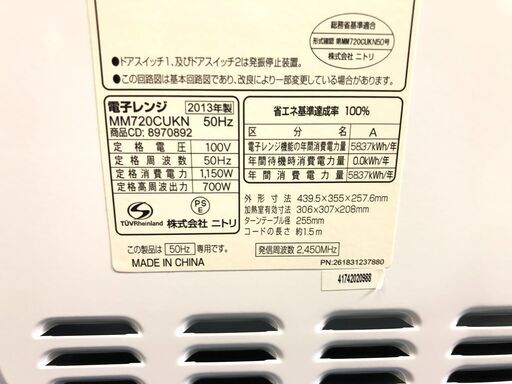 総務省基準適合
形式確認 第MM720CUKN50号
株式会社 ニトリ
●ドアスイッチ1、及びドアスイッチ2は発振停止装置。
●この回路図は基本回路図であり、改良により一部変更している場合があります。
電子レンジ 2013年製
MM720CUKN 50Hz
商品CD: 8970892
定格電圧 100V
定格周波数 50Hz
定格消費電力 1,150W
定格高周波出力 700W
TÜVRheinland
PS E
株式会社 ニトリ
この製品は 50Hz 専用です。
MADE IN CHINA
省エネ基準達成率 100%
区分名 A
電子レンジ機能の年間消費電力量 58.37kWh/年
年間待機時消費電力量 0.0kWh/年
年間消費電力量 58.37kWh/年
外形寸法 439.5×355×257.6mm
加熱室有効寸法 306×307×208mm
ターンテーブル直径 255mm
コードの長さ 約1.5m
発信周波数 2,450MHz
PN:261831237880
41742020988